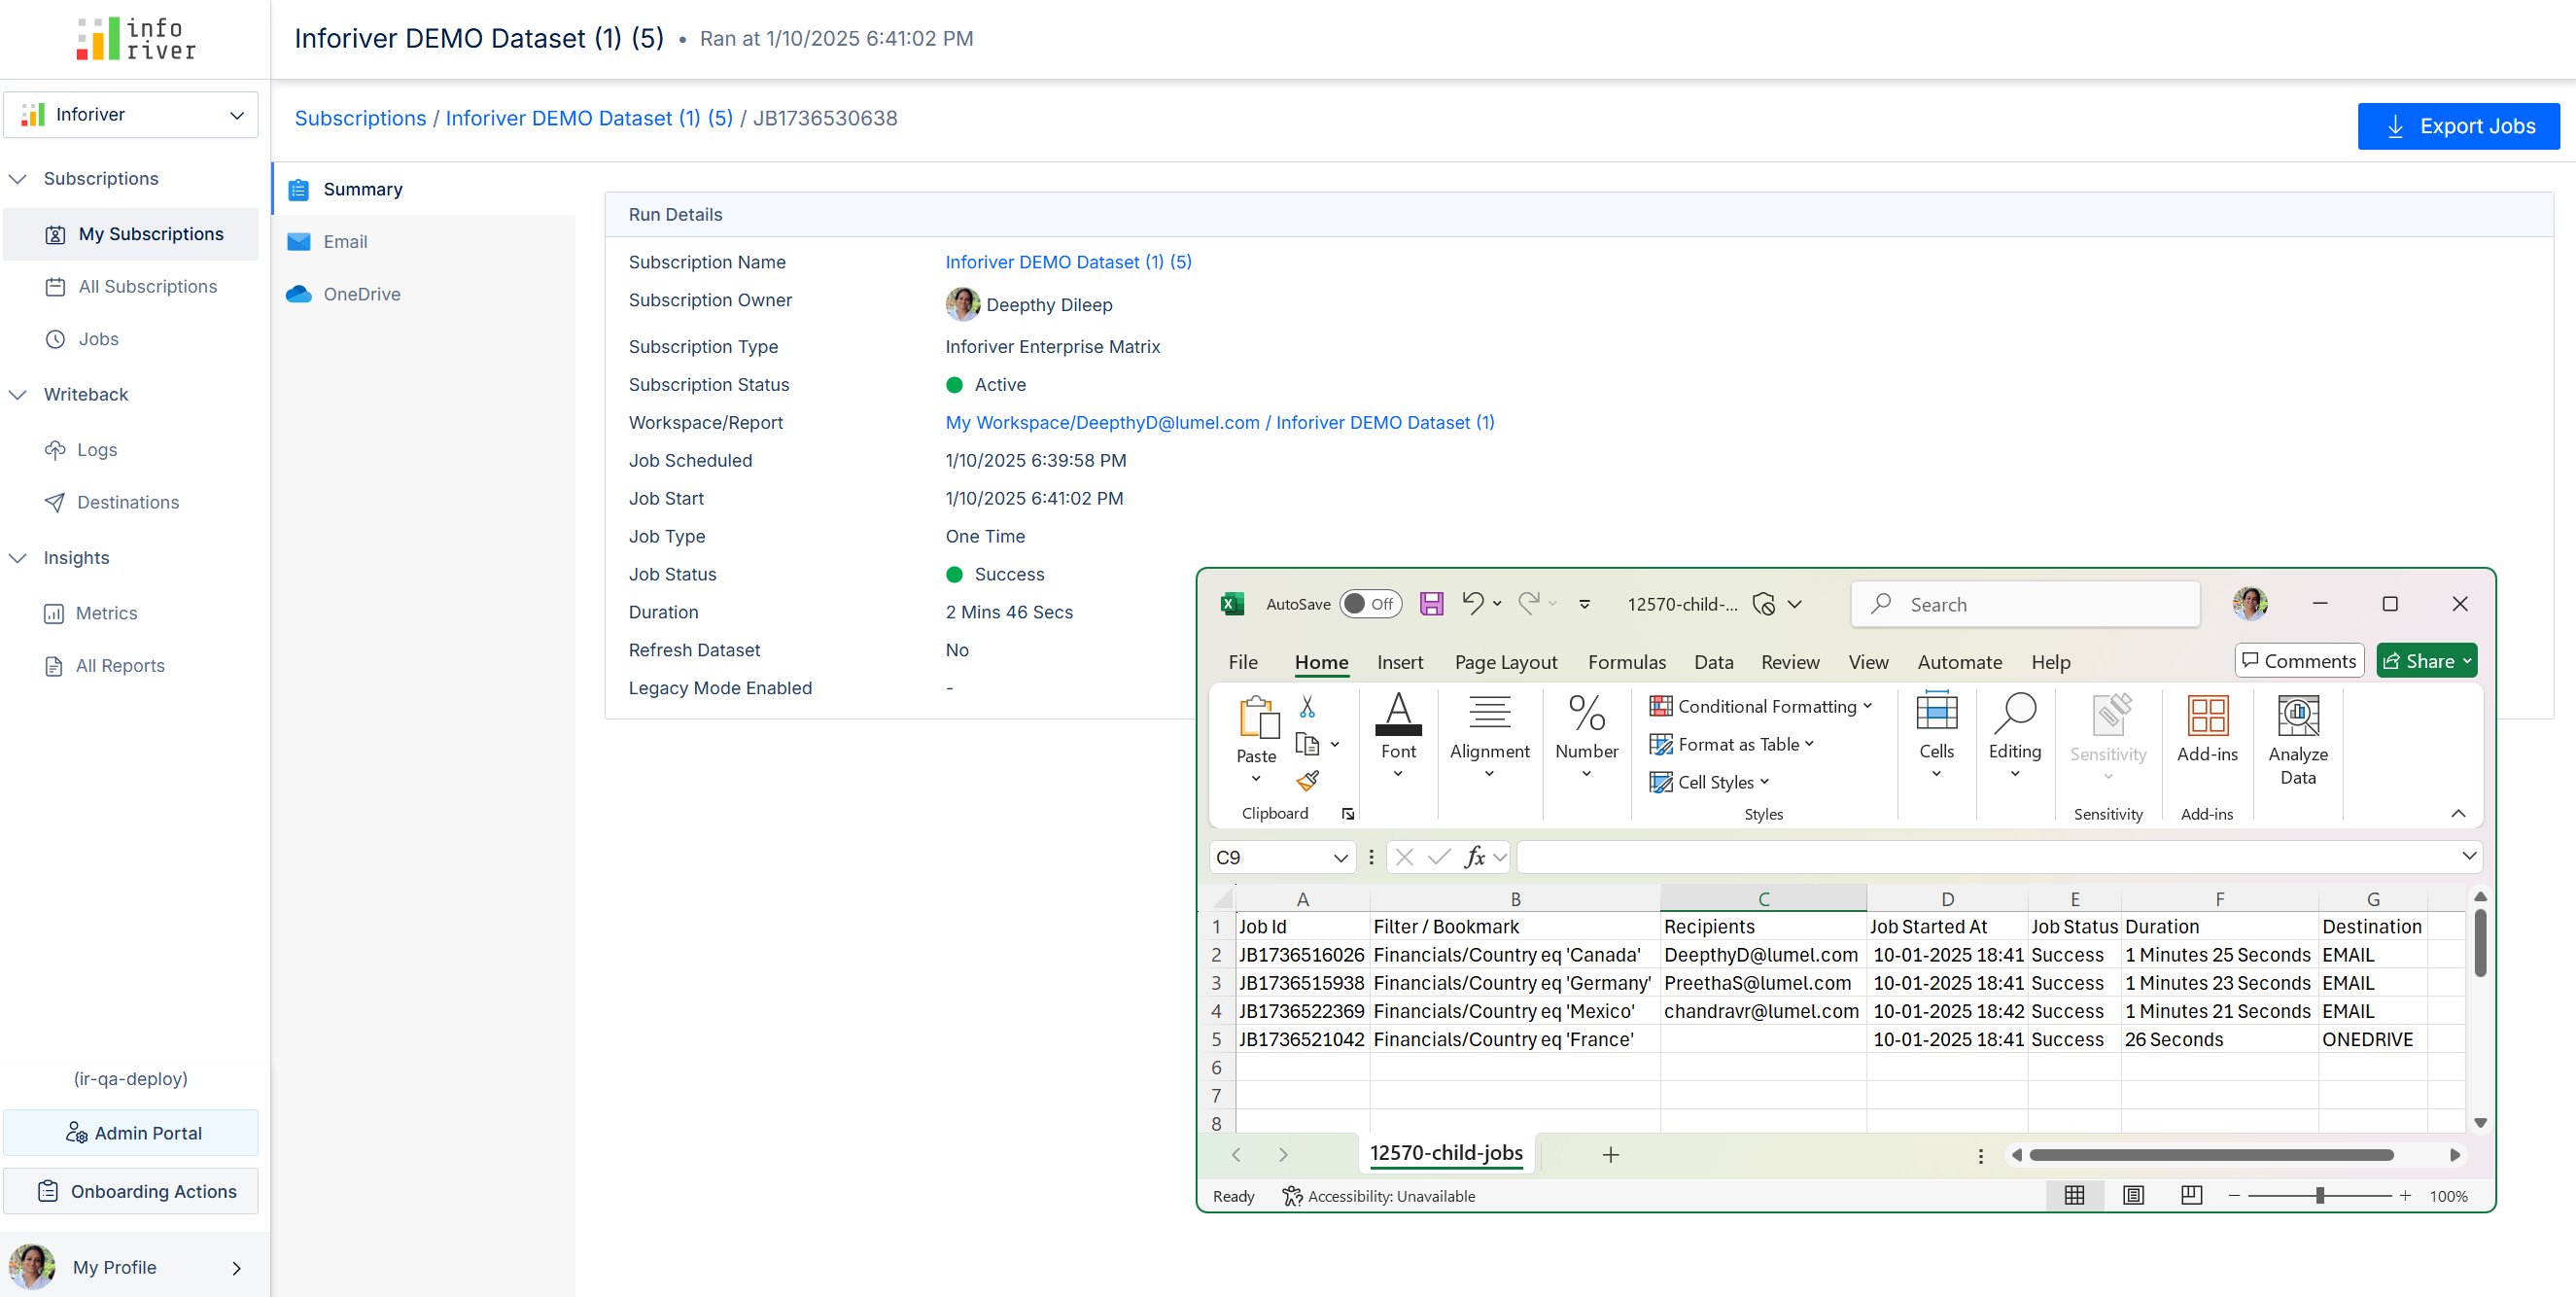 info
river
Inforiver DEMO Dataset (1) (5) • Ran at 1/10/2025 6:41:02 PM
Inforiver
Subscriptions / Inforiver DEMO Dataset (1) (5) / JB1736530638
Export Jobs
Subscriptions
My Subscriptions
All Subscriptions
Jobs
Writeback
Logs
Destinations
Insights
Metrics
All Reports
(ir-qa-deploy)
Admin Portal
Onboarding Actions
My Profile
Summary
Email
OneDrive
Run Details
Subscription Name Inforiver DEMO Dataset (1) (5)
Subscription Owner Deepthy Dileep
Subscription Type Inforiver Enterprise Matrix
Subscription Status Active
Workspace/Report My Workspace/DeepthyD@lumel.com / Inforiver DEMO Dataset (1)
Job Scheduled 1/10/2025 6:39:58 PM
Job Start 1/10/2025 6:41:02 PM
Job Type One Time
Job Status Success
Duration 2 Mins 46 Secs
Refresh Dataset No
Legacy Mode Enabled -
AutoSave Off 12570-child-... Search
File Home Insert Page Layout Formulas Data Review View Automate Help Comments Share
Paste Font Alignment Number Conditional Formatting Format as Table Cell Styles Cells Editing Sensitivity Add-ins Analyze Data
Clipboard Styles Sensitivity Add-ins
C9 fx
A B C D E F G
1 Job Id Filter / Bookmark Recipients Job Started At Job Status Duration Destination
2 JB1736516026 Financials/Country eq 'Canada' DeepthyD@lumel.com 10-01-2025 18:41 Success 1 Minutes 25 Seconds EMAIL
3 JB1736515938 Financials/Country eq 'Germany' PreethaS@lumel.com 10-01-2025 18:41 Success 1 Minutes 23 Seconds EMAIL
4 JB1736522369 Financials/Country eq 'Mexico' chandravr@lumel.com 10-01-2025 18:42 Success 1 Minutes 21 Seconds EMAIL
5 JB1736521042 Financials/Country eq 'France' 10-01-2025 18:41 Success 26 Seconds ONEDRIVE
6
7
8
12570-child-jobs
Ready Accessibility: Unavailable 100%